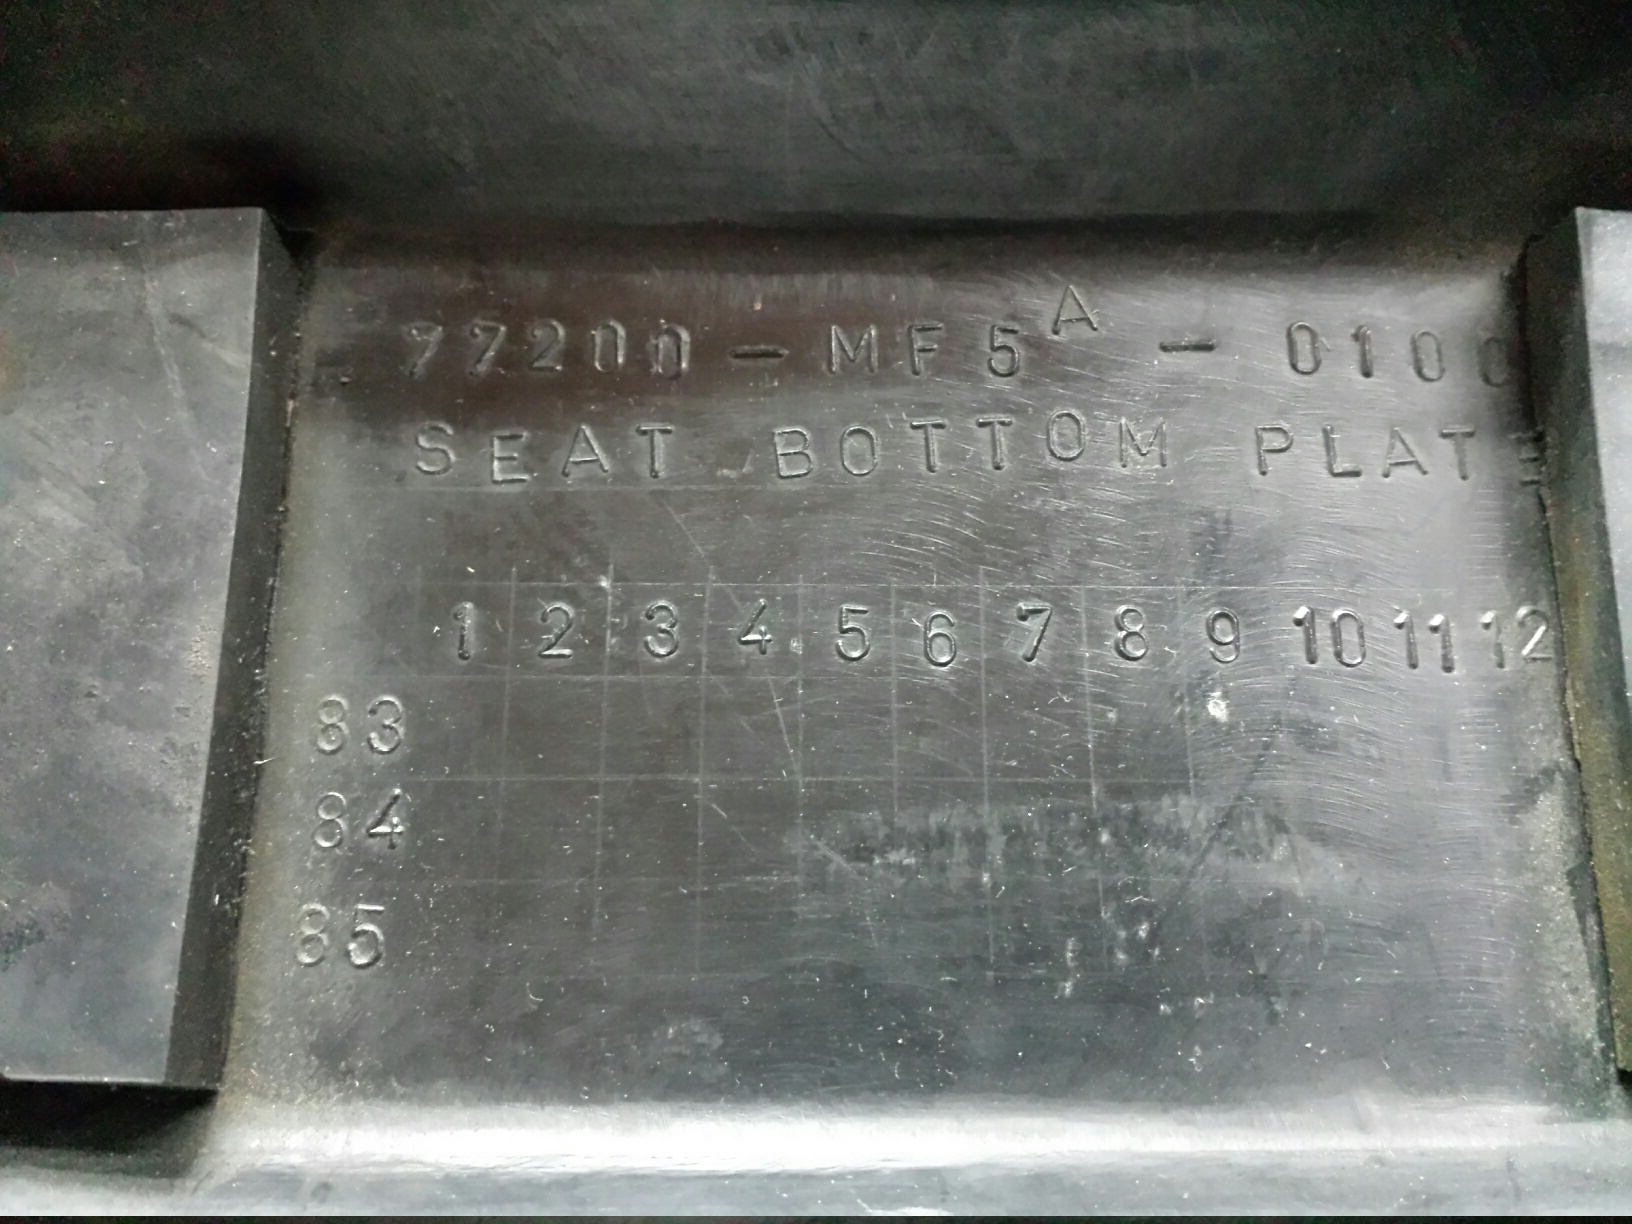 77200-MF5A-0100
SEAT BOTTOM PLATE
1 2 3 4 5 6 7 8 9 10 11 12
83
84
85